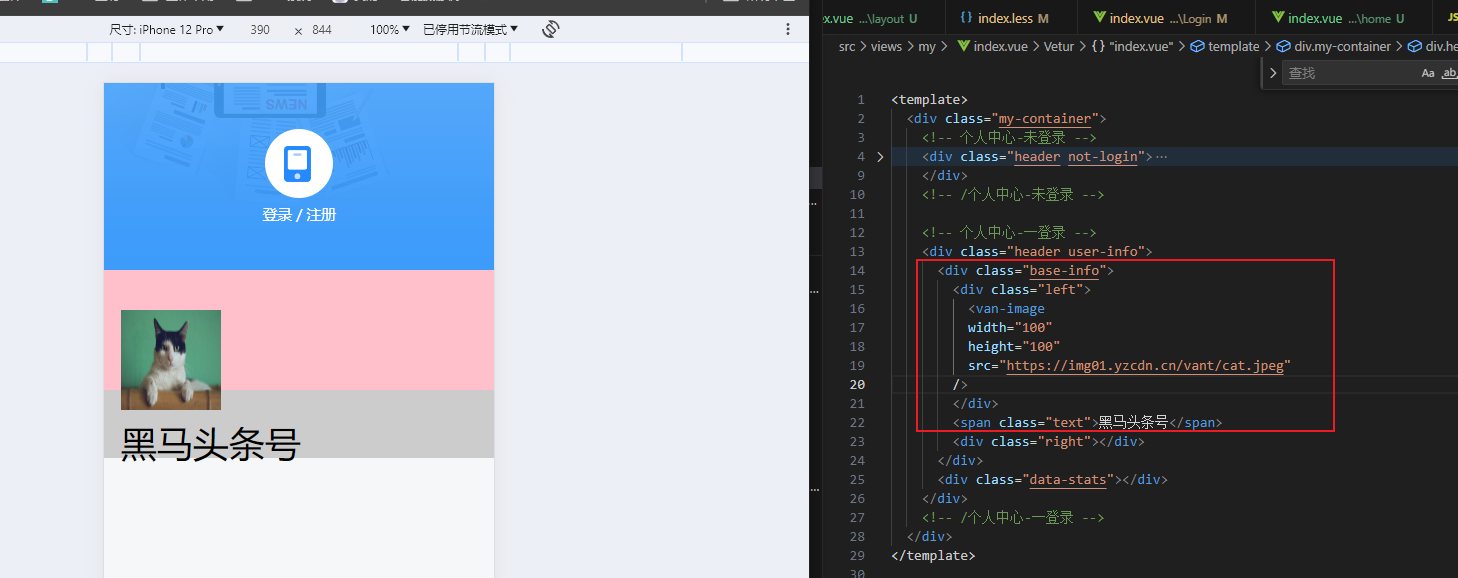 尺寸: iPhone 12 Pro ▼ 390 × 844 100% ▼ 已停用节流模式 ▼
NEWS
登录 / 注册
黑马头条号
ex.vue ...\layout U {} index.less M index.vue ...\Login M index.vue ...\home U JS
src > views > my > index.vue > Vetur > {} "index.vue" > template > div.my-container > div.he
查找 Aa ab
1 <template>
2 <div class="my-container">
3 <!-- 个人中心-未登录 -->
4 <div class="header not-login">···
9 </div>
10 <!-- /个人中心-未登录 -->
11
12 <!-- 个人中心-一登录 -->
13 <div class="header user-info">
14 <div class="base-info">
15 <div class="left">
16 <van-image
17 width="100"
18 height="100"
19 src="https://img01.yzcdn.cn/vant/cat.jpeg"
20 />
21 </div>
22 <span class="text">黑马头条号</span>
23 <div class="right"></div>
24 </div>
25 <div class="data-stats"></div>
26 </div>
27 <!-- /个人中心-一登录 -->
28 </div>
29 </template>
30